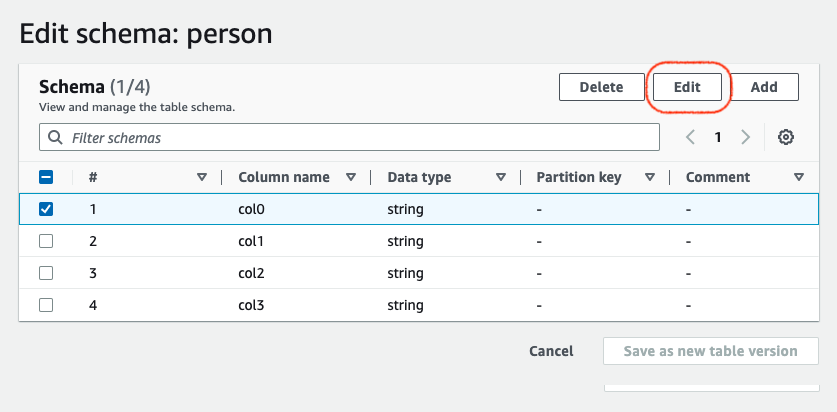 Edit schema: person
Schema (1/4)
Delete Edit Add
View and manage the table schema.
Filter schemas
1
# Column name Data type Partition key Comment
1 col0 string - -
2 col1 string - -
3 col2 string - -
4 col3 string - -
Cancel Save as new table version